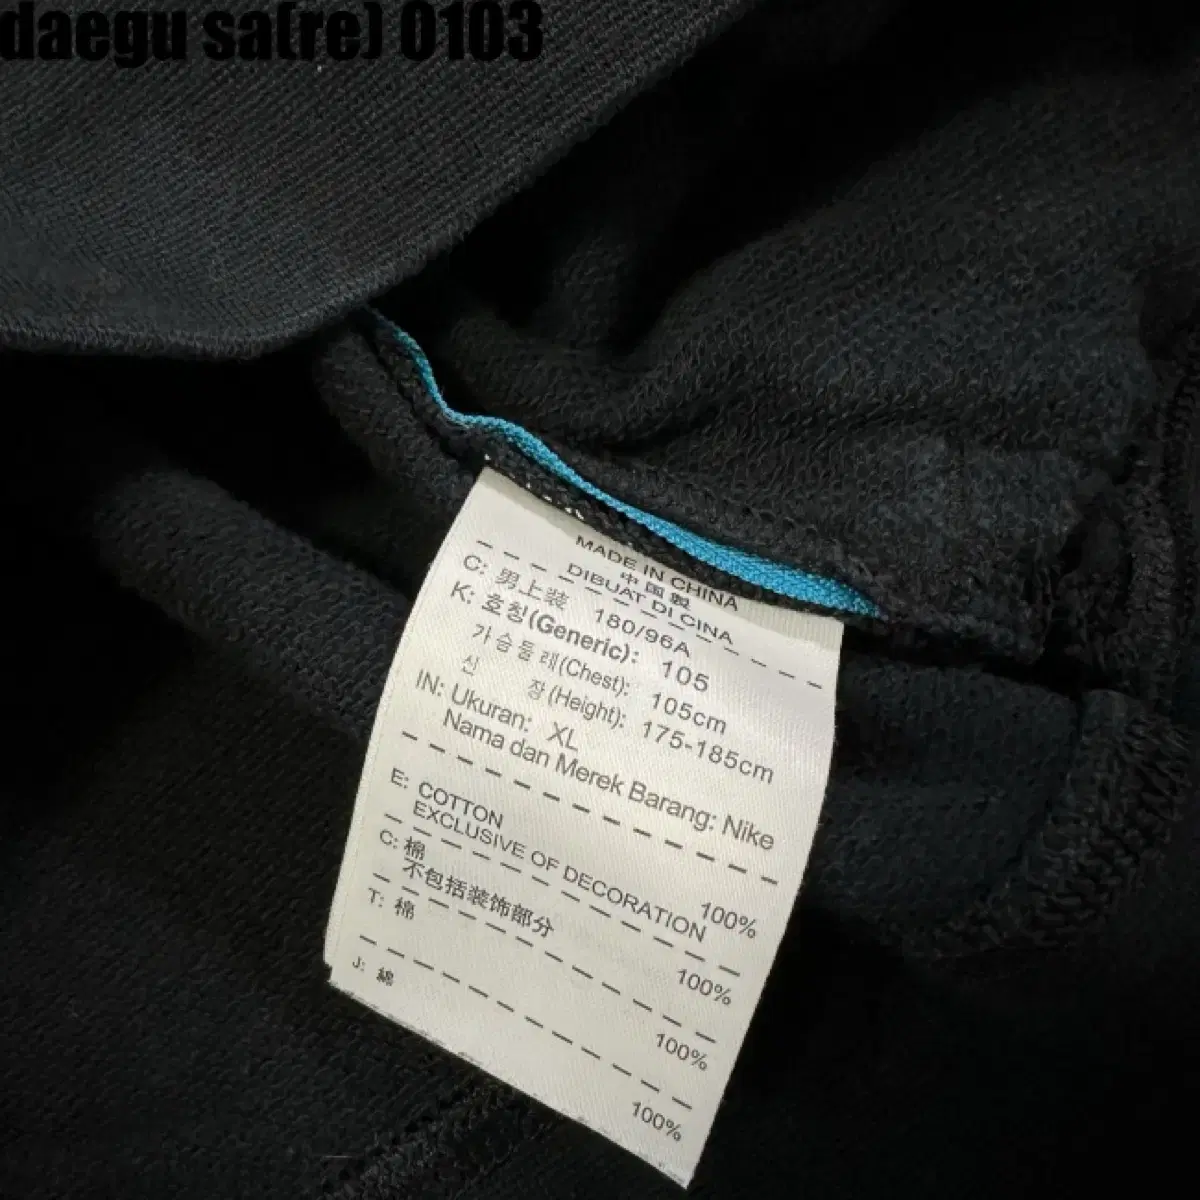 daegu sa(re) 0103
MADE IN CHINA
中国製
DIBUAT DI CINA
C: 男上装 180/96A
K: 호칭(Generic): 105
가슴둘레(Chest): 105cm
신 장(Height): 175-185cm
IN: Ukuran: XL
Nama dan Merek Barang: Nike
E: COTTON 100%
EXCLUSIVE OF DECORATION
C: 棉 100%
不包括装饰部分
T: 棉 100%
J: 綿 100%